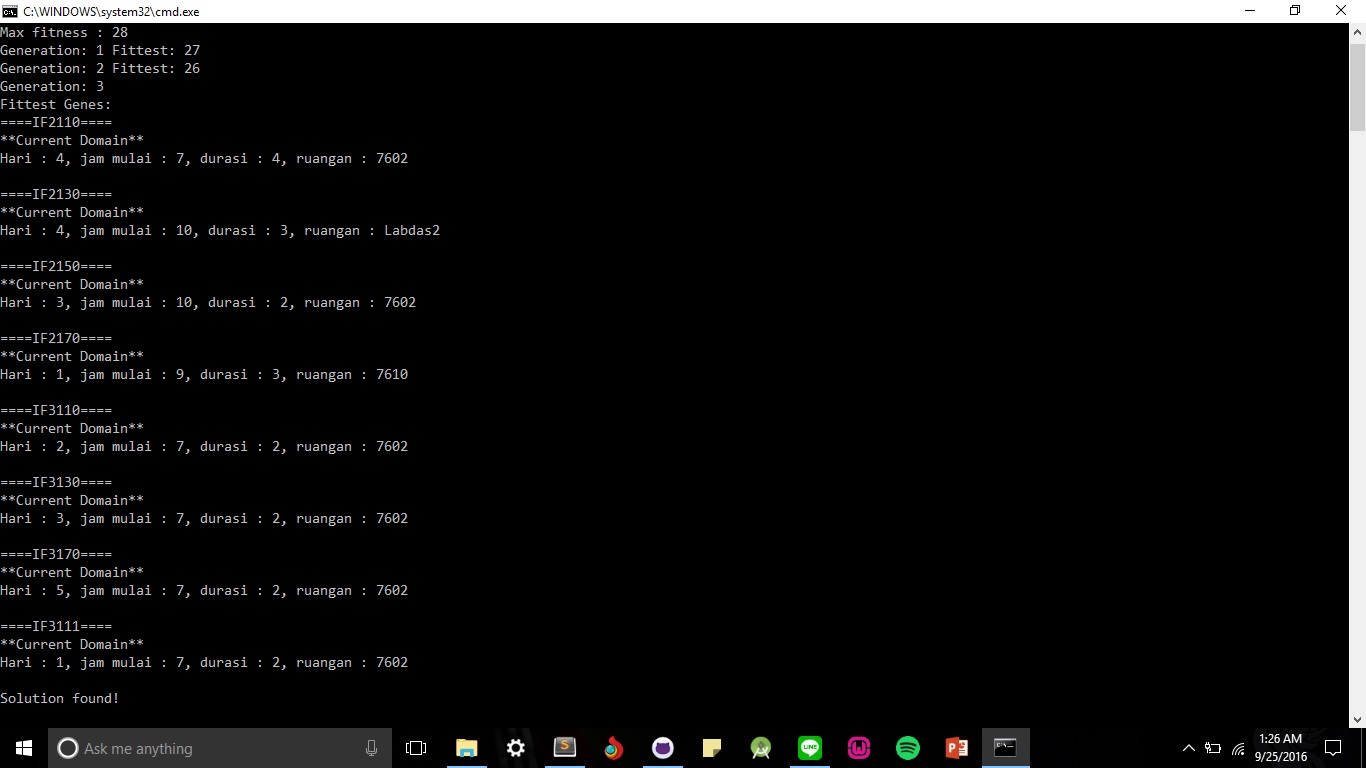 C:\WINDOWS\system32\cmd.exe
Max fitness : 28
Generation: 1 Fittest: 27
Generation: 2 Fittest: 26
Generation: 3
Fittest Genes:
====IF2110====
**Current Domain**
Hari : 4, jam mulai : 7, durasi : 4, ruangan : 7602
====IF2130====
**Current Domain**
Hari : 4, jam mulai : 10, durasi : 3, ruangan : Labdas2
====IF2150====
**Current Domain**
Hari : 3, jam mulai : 10, durasi : 2, ruangan : 7602
====IF2170====
**Current Domain**
Hari : 1, jam mulai : 9, durasi : 3, ruangan : 7610
====IF3110====
**Current Domain**
Hari : 2, jam mulai : 7, durasi : 2, ruangan : 7602
====IF3130====
**Current Domain**
Hari : 3, jam mulai : 7, durasi : 2, ruangan : 7602
====IF3170====
**Current Domain**
Hari : 5, jam mulai : 7, durasi : 2, ruangan : 7602
====IF3111====
**Current Domain**
Hari : 1, jam mulai : 7, durasi : 2, ruangan : 7602
Solution found!
Ask me anything
LINE
1:26 AM
9/25/2016